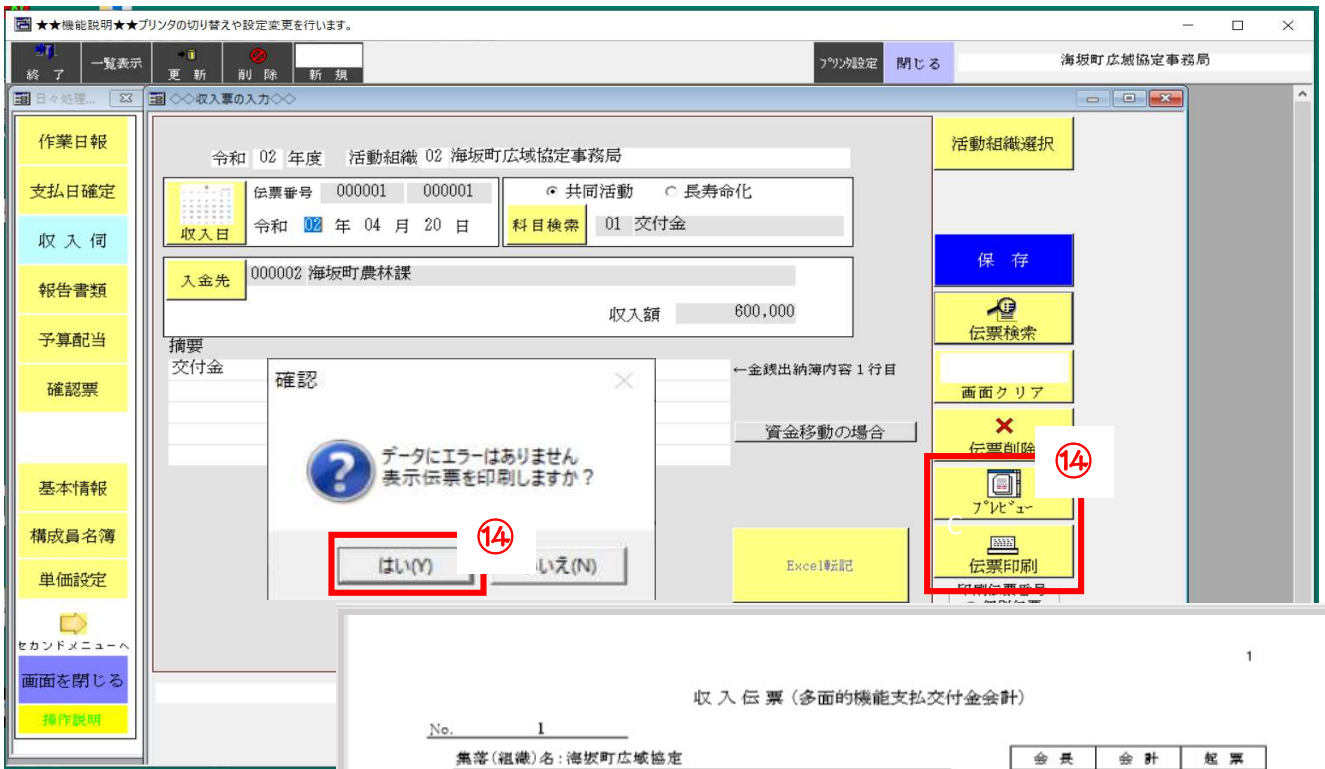 ★★機能説明★★プリンタの切り替えや設定変更を行います。
終 了
一覧表示
更 新
削 除
新 規
プリンタ設定
閉じる
海坂町広域協定事務局
日々処理...
◇◇収入票の入力◇◇
作業日報
支払日確定
収 入 伺
報告書類
予算配当
確認票
基本情報
構成員名簿
単価設定
セカンドメニューへ
画面を閉じる
操作説明
令和 02 年度 活動組織 02 海坂町広域協定事務局
収入日
伝票番号 000001 000001
令和 02 年 04 月 20 日
共同活動 長寿命化
科目検索 01 交付金
入金先 000002 海坂町農林課
収入額 600,000
摘要
交付金
←金銭出納簿内容1行目
資金移動の場合
Excel転記
確認
データにエラーはありません
表示伝票を印刷しますか?
⑭
はい(Y)
いえ(N)
活動組織選択
保 存
伝票検索
画面クリア
伝票削除
⑭
プレビュー
C
伝票印刷
1
収 入 伝 票 (多面的機能支払交付金会計)
No. 1
集落(組織)名:海坂町広域協定
会 長 会 計 起 票